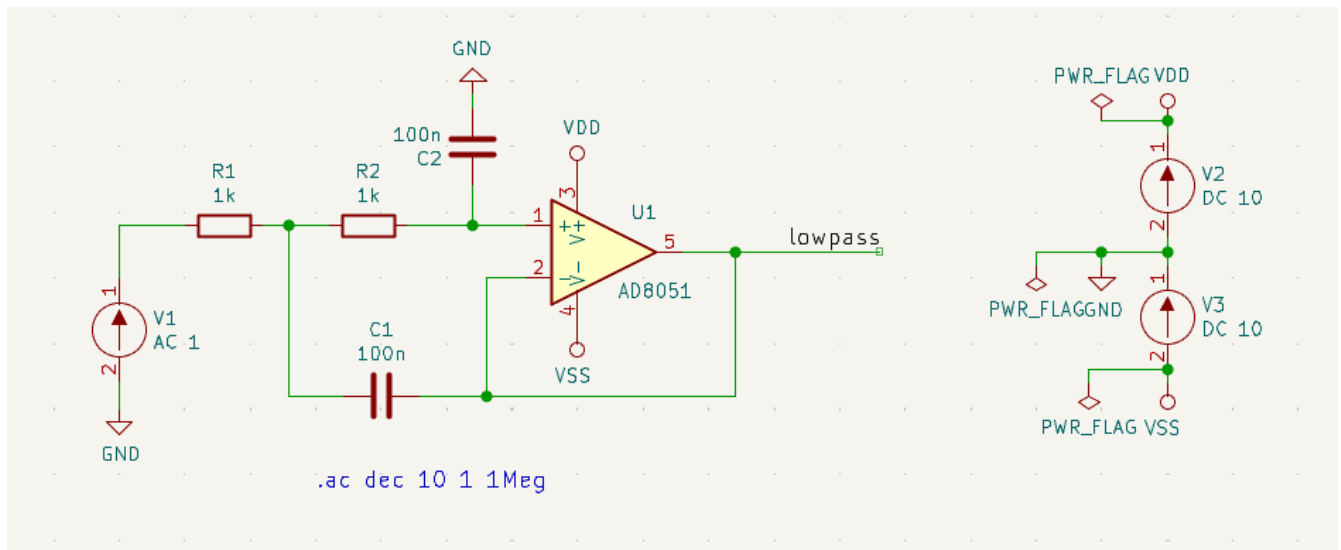 GND
PWR_FLAG VDD
100n
C2
VDD
R1
1k
R2
1k
3
1
V2
DC 10
2
U1
1
+
V+
5
lowpass
2
-
V-
AD8051
4
1
V1
AC 1
2
C1
100n
VSS
GND
PWR_FLAG GND
1
V3
DC 10
2
PWR_FLAG VSS
.ac dec 10 1 1Meg